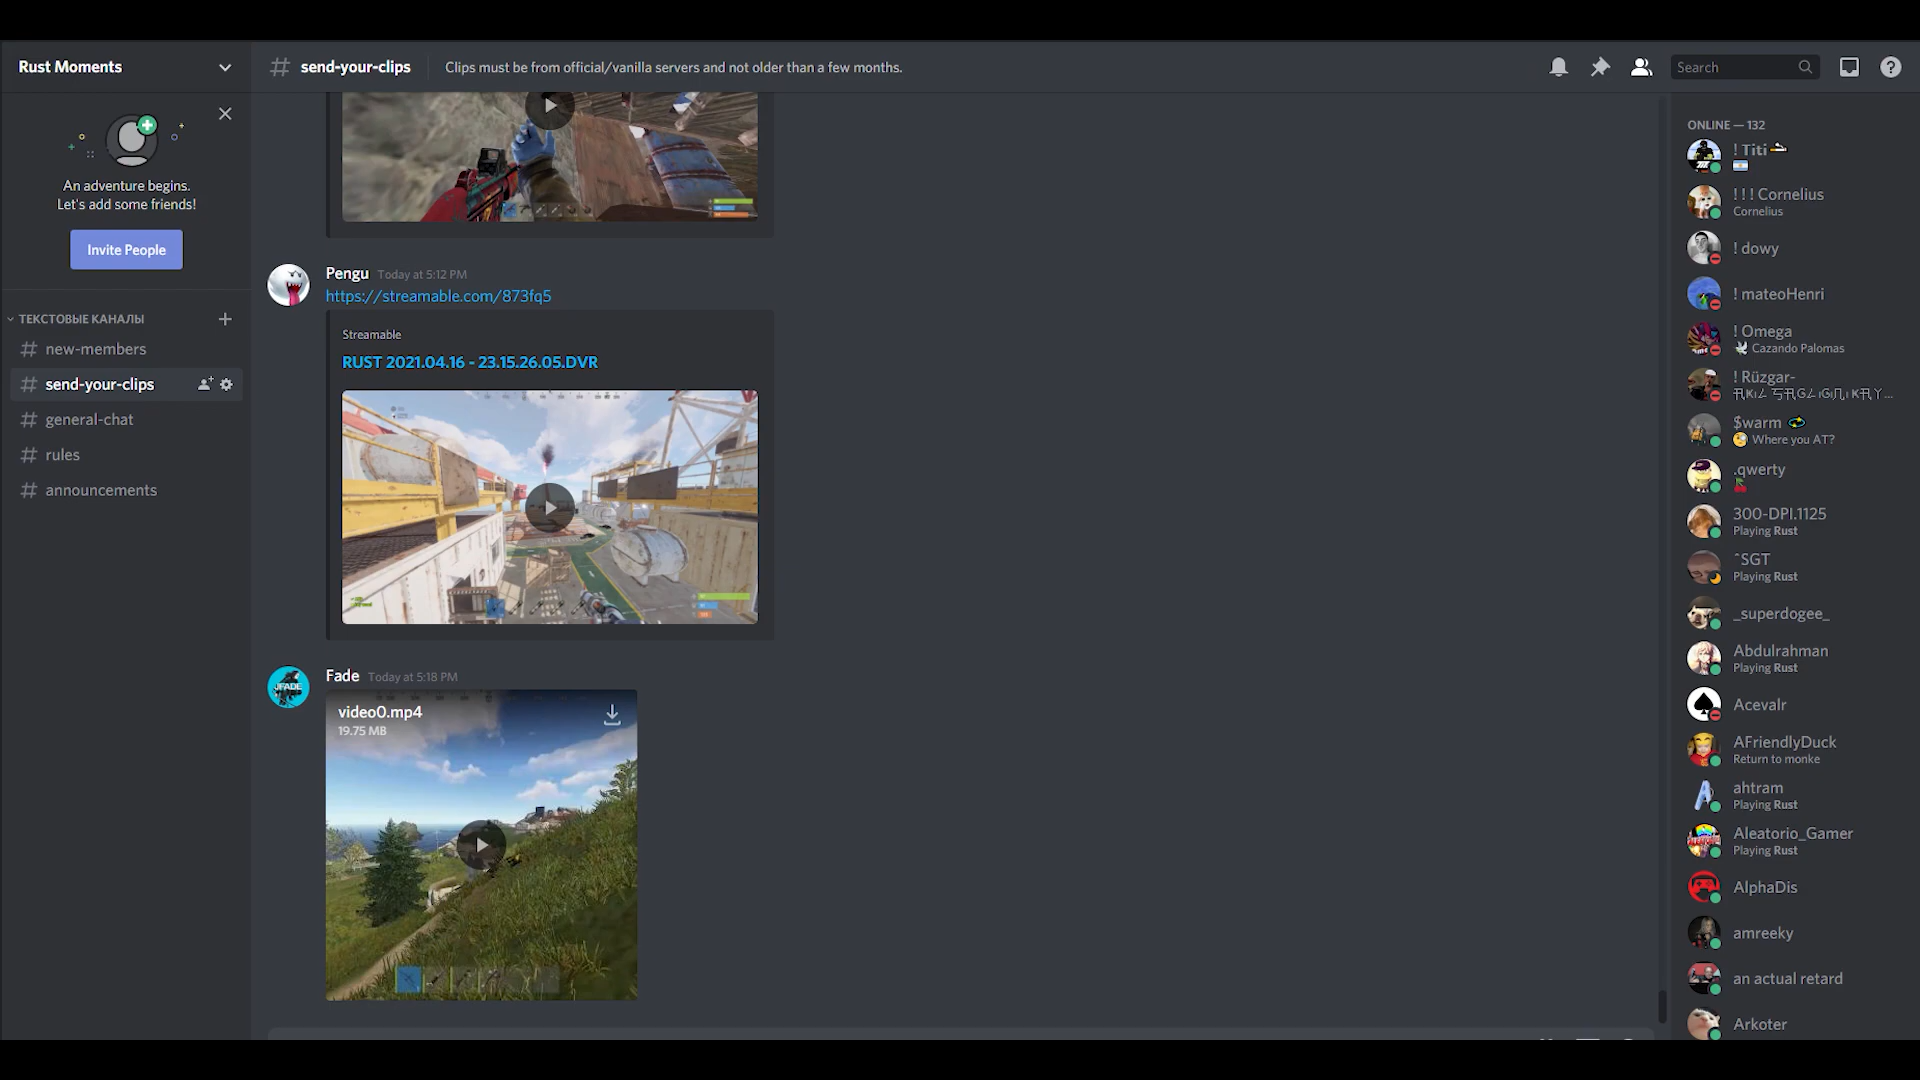 Rust Moments
An adventure begins.
Let's add some friends!
Invite People
ТЕКСТОВЫЕ КАНАЛЫ
new-members
send-your-clips
general-chat
rules
announcements
# send-your-clips
Clips must be from official/vanilla servers and not older than a few months.
Search
Pengu Today at 5:12 PM
https://streamable.com/873fq5
Streamable
RUST 2021.04.16 - 23.15.26.05.DVR
Fade Today at 5:18 PM
JFADE
video0.mp4
19.75 MB
ONLINE — 132
! Titi
! ! ! Cornelius
Cornelius
! dowy
! mateoHenri
! Omega
Cazando Palomas
! Rüzgar-
$warm
Where you AT?
.qwerty
300-DPI.1125
Playing Rust
ˆSGT
Playing Rust
_superdogee_
Abdulrahman
Playing Rust
Acevalr
AFriendlyDuck
Return to monke
ahtram
Playing Rust
Aleatorio_Gamer
Playing Rust
AlphaDis
amreeky
an actual retard
Arkoter